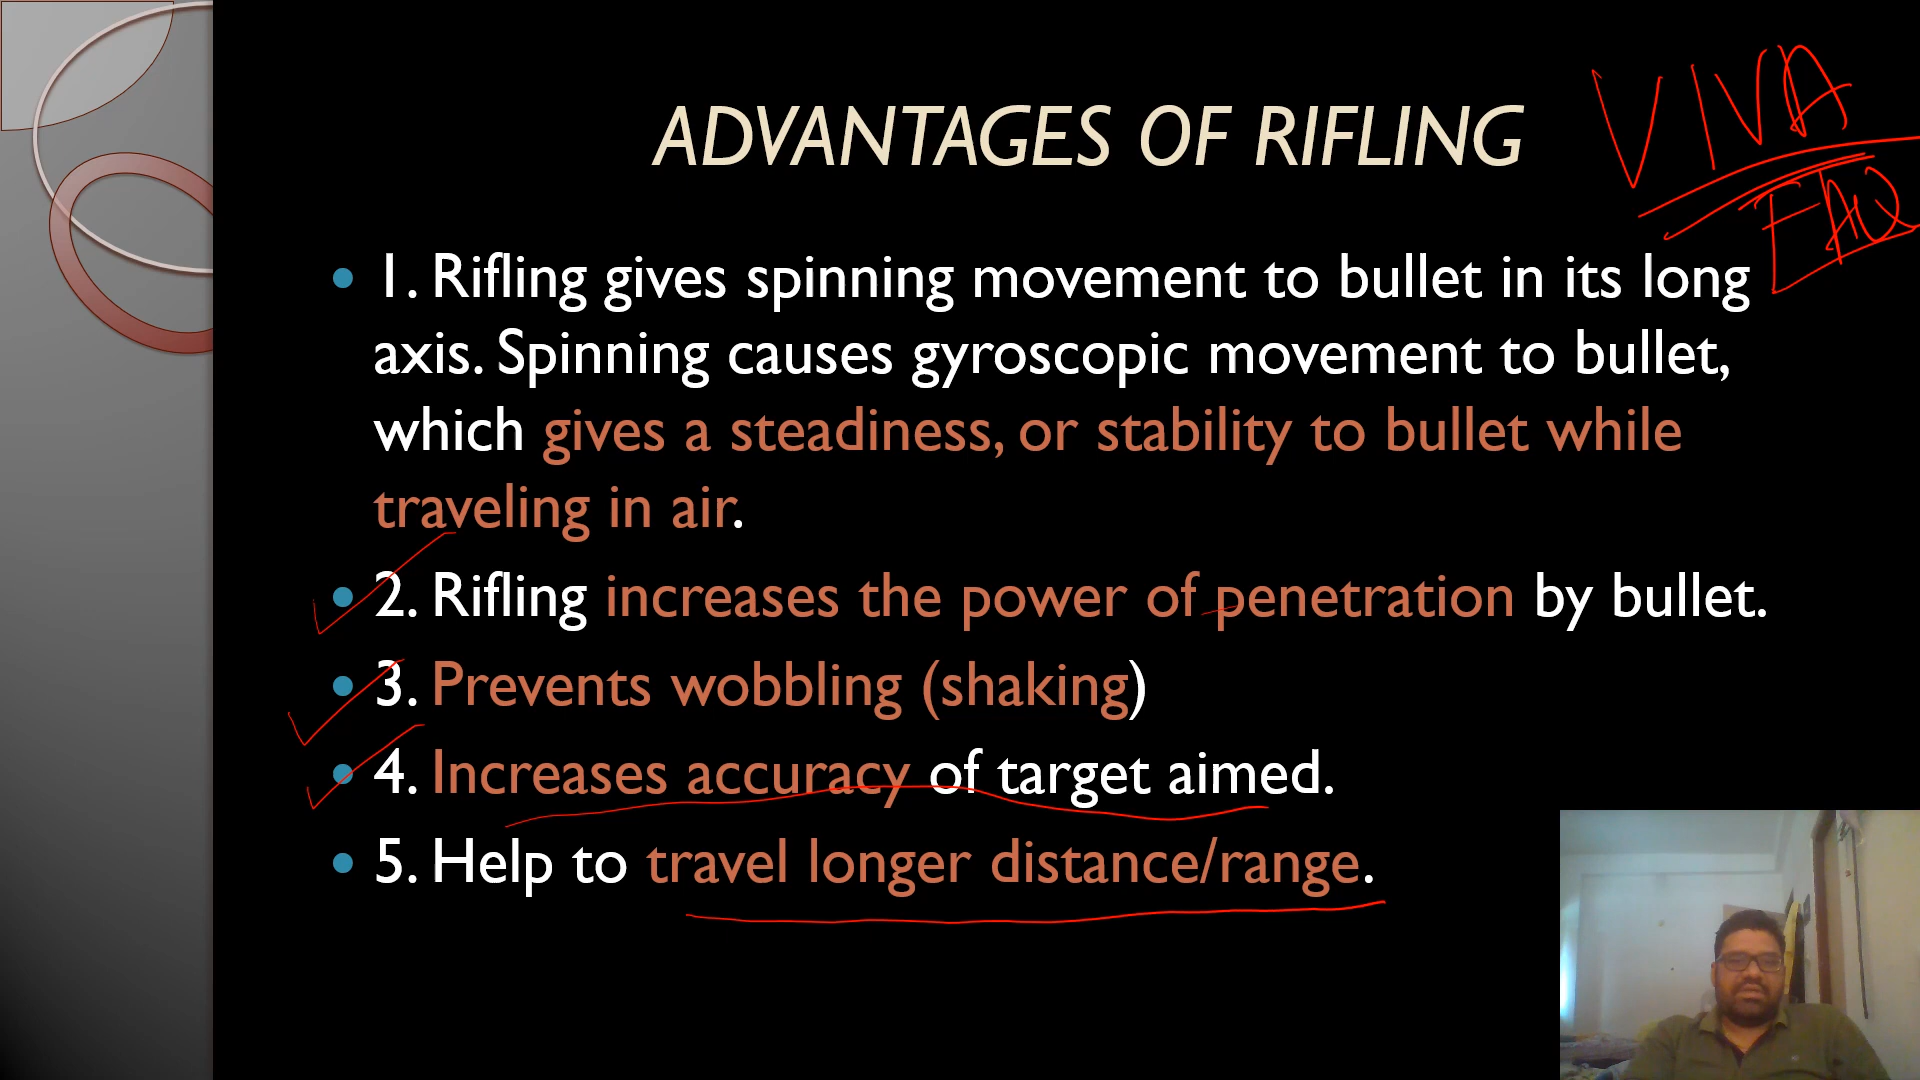 ADVANTAGES OF RIFLING
VIVA
FAQ
1. Rifling gives spinning movement to bullet in its long
axis. Spinning causes gyroscopic movement to bullet,
which gives a steadiness, or stability to bullet while
traveling in air.
2. Rifling increases the power of penetration by bullet.
3. Prevents wobbling (shaking)
4. Increases accuracy of target aimed.
5. Help to travel longer distance/range.